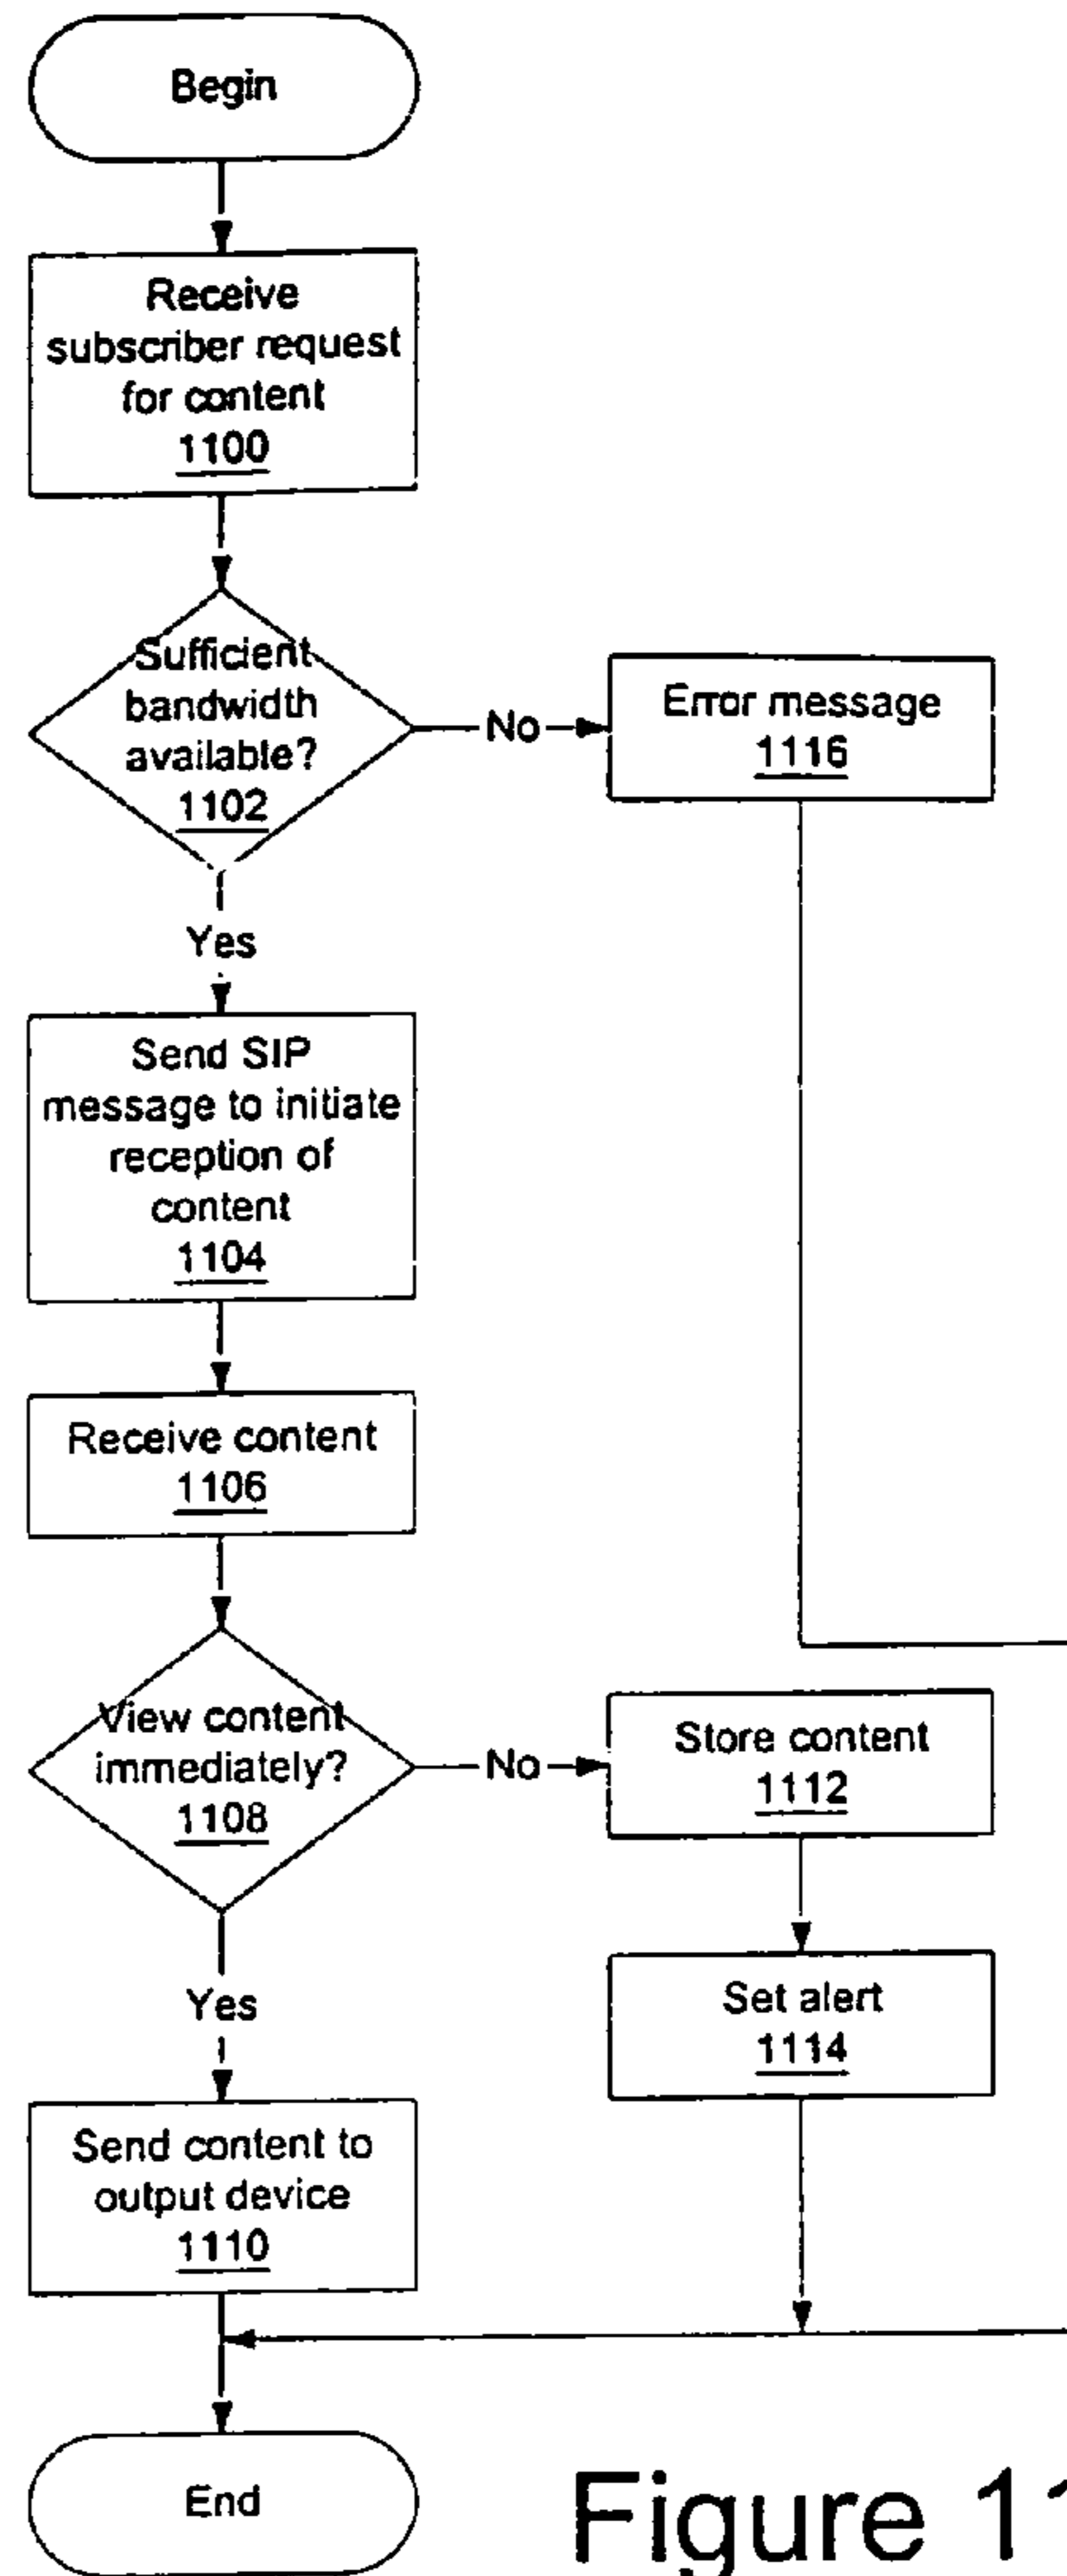 Begin
Receive
subscriber request
for content
1100
Sufficient
bandwidth
available?
1102
No
Error message
1116
Yes
Send SIP
message to initiate
reception of
content
1104
Receive content
1106
View content
immediately?
1108
No
Store content
1112
Set alert
1114
Yes
Send content to
output device
1110
End
Figure 11